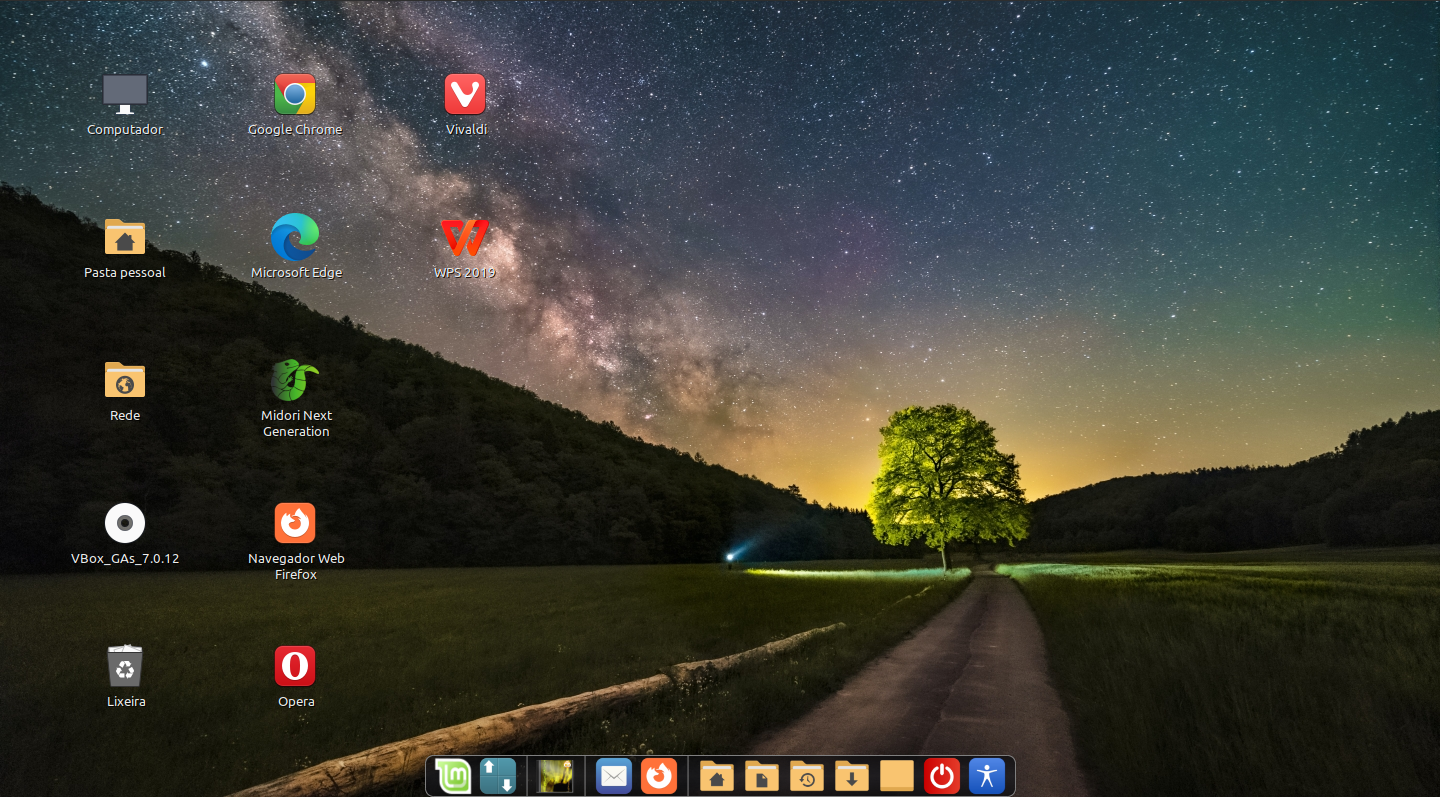 Computador
Google Chrome
Vivaldi
Pasta pessoal
Microsoft Edge
WPS 2019
Rede
Midori Next
Generation
VBox_GAs_7.0.12
Navegador Web
Firefox
Lixeira
Opera